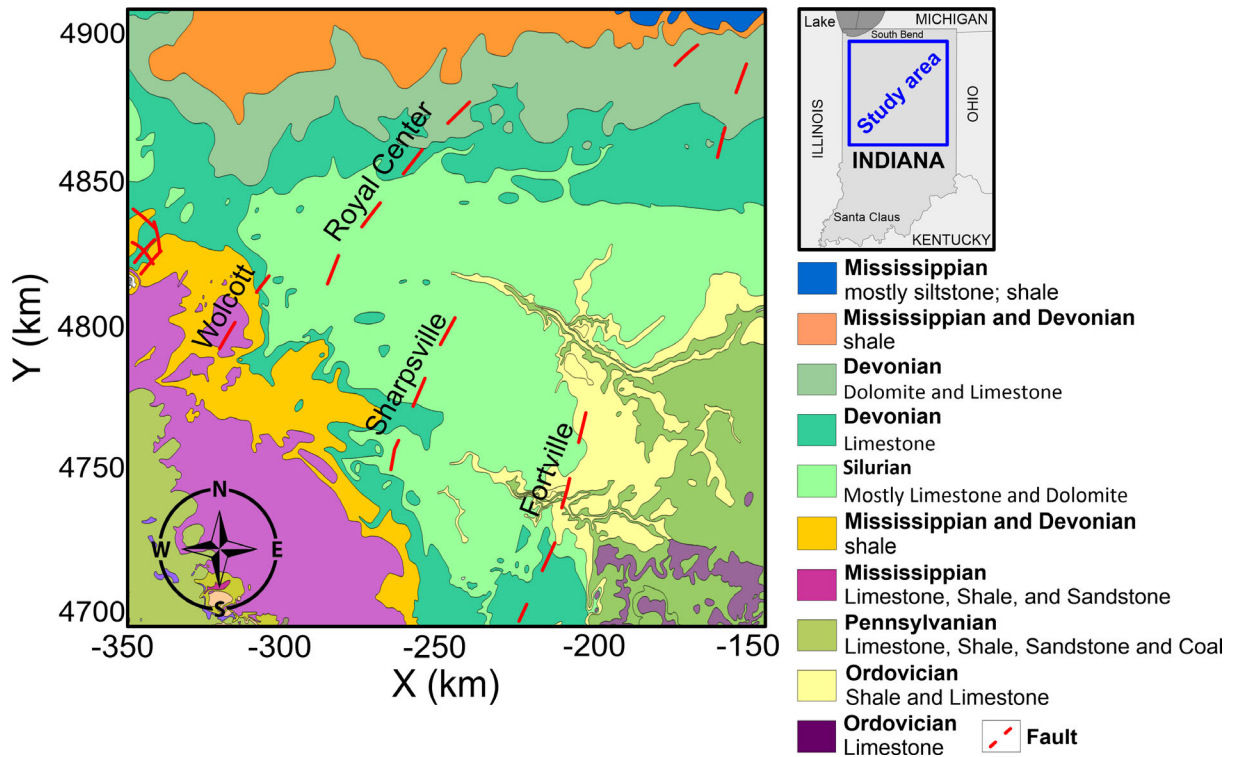 4900
4850
4800
4750
4700
Y (km)
-350
-300
-250
-200
-150
X (km)
Royal Center
Wolcott
Sharpsville
Fortville
N
W
E
S
Lake
MICHIGAN
South Bend
ILLINOIS
Study area
OHIO
INDIANA
Santa Claus
KENTUCKY
Mississippian
mostly siltstone; shale
Mississippian and Devonian
shale
Devonian
Dolomite and Limestone
Devonian
Limestone
Silurian
Mostly Limestone and Dolomite
Mississippian and Devonian
shale
Mississippian
Limestone, Shale, and Sandstone
Pennsylvanian
Limestone, Shale, Sandstone and Coal
Ordovician
Shale and Limestone
Ordovician
Limestone
Fault